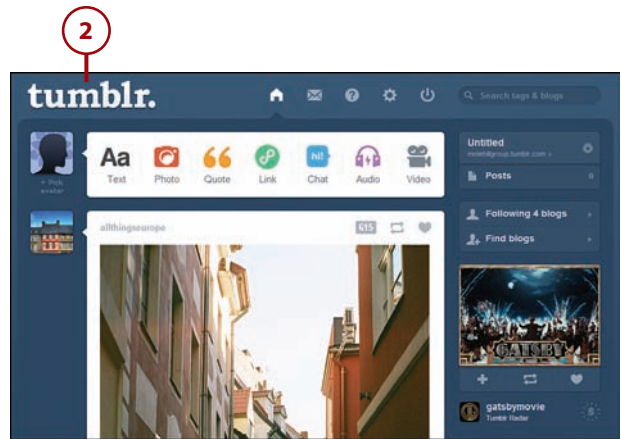 2
tumblr.
Search tags & blogs
+ Pick
avatar
Aa
Text
Photo
Quote
Link
hi!
Chat
Audio
Video
Untitled
Posts 0
allthingseurope 615
Following 4 blogs
Find blogs
GATSBY
gatsbymovie
Tumblr Radar